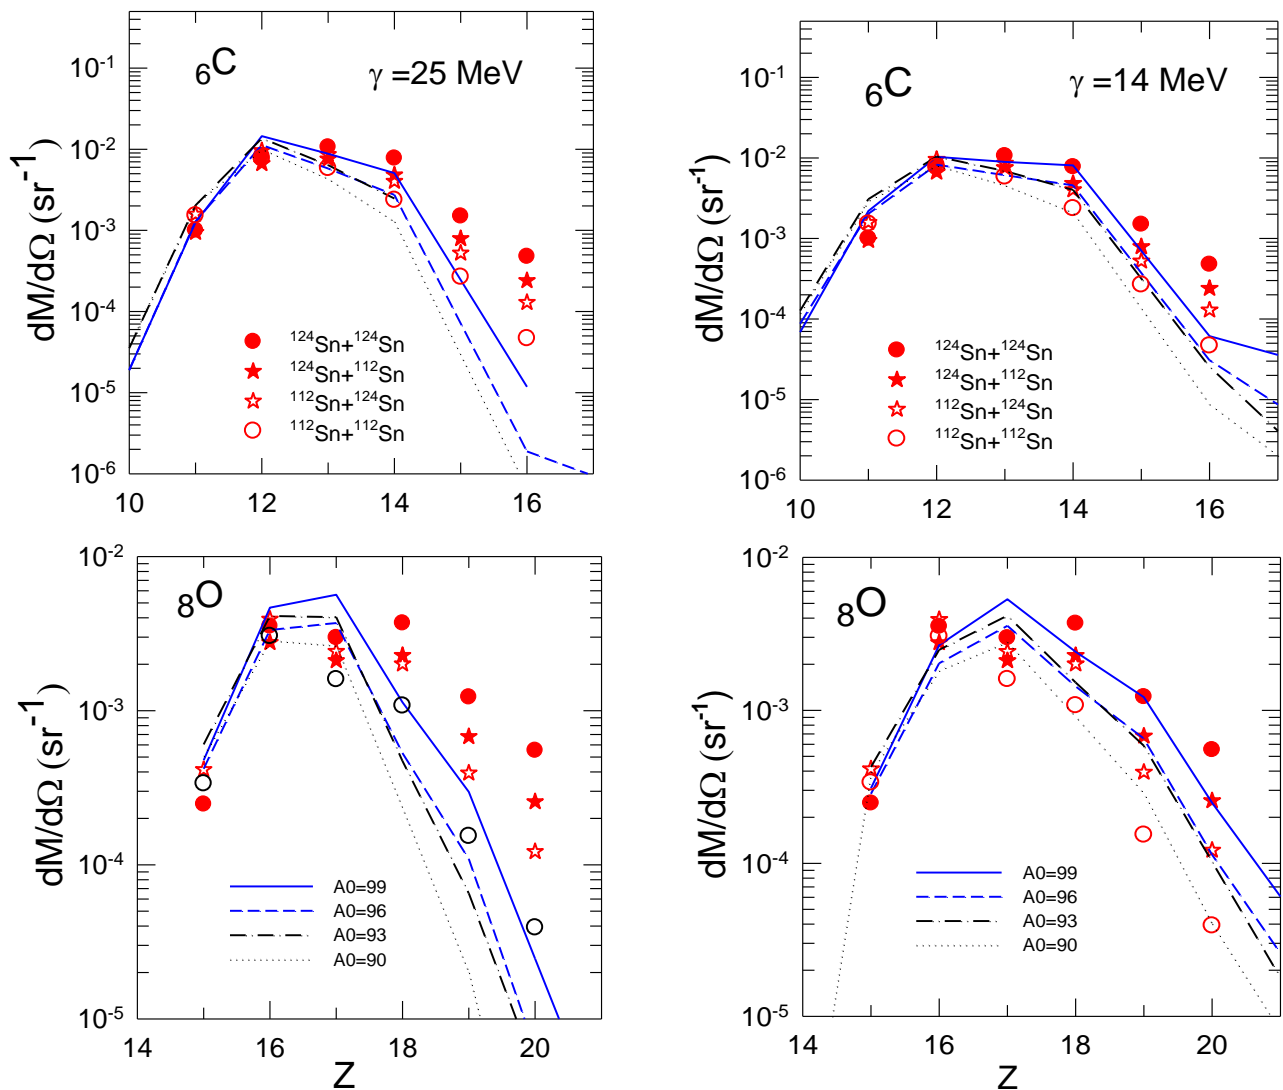 ₆C γ =25 MeV
dM/dΩ (sr⁻¹)
10⁻¹
10⁻²
10⁻³
10⁻⁴
10⁻⁵
10⁻⁶
¹²⁴Sn+¹²⁴Sn
¹²⁴Sn+¹¹²Sn
¹¹²Sn+¹²⁴Sn
¹¹²Sn+¹¹²Sn
10 12 14 16
₆C γ =14 MeV
dM/dΩ (sr⁻¹)
10⁻¹
10⁻²
10⁻³
10⁻⁴
10⁻⁵
10⁻⁶
¹²⁴Sn+¹²⁴Sn
¹²⁴Sn+¹¹²Sn
¹¹²Sn+¹²⁴Sn
¹¹²Sn+¹¹²Sn
10 12 14 16
₈O
dM/dΩ (sr⁻¹)
10⁻²
10⁻³
10⁻⁴
10⁻⁵
A0=99
A0=96
A0=93
A0=90
14 16 18 20
Z
₈O
dM/dΩ (sr⁻¹)
10⁻²
10⁻³
10⁻⁴
10⁻⁵
A0=99
A0=96
A0=93
A0=90
14 16 18 20
Z